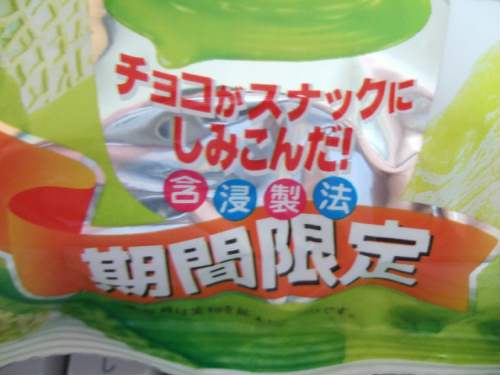 チョコがスナックに
しみこんだ!
含浸製法
期間限定